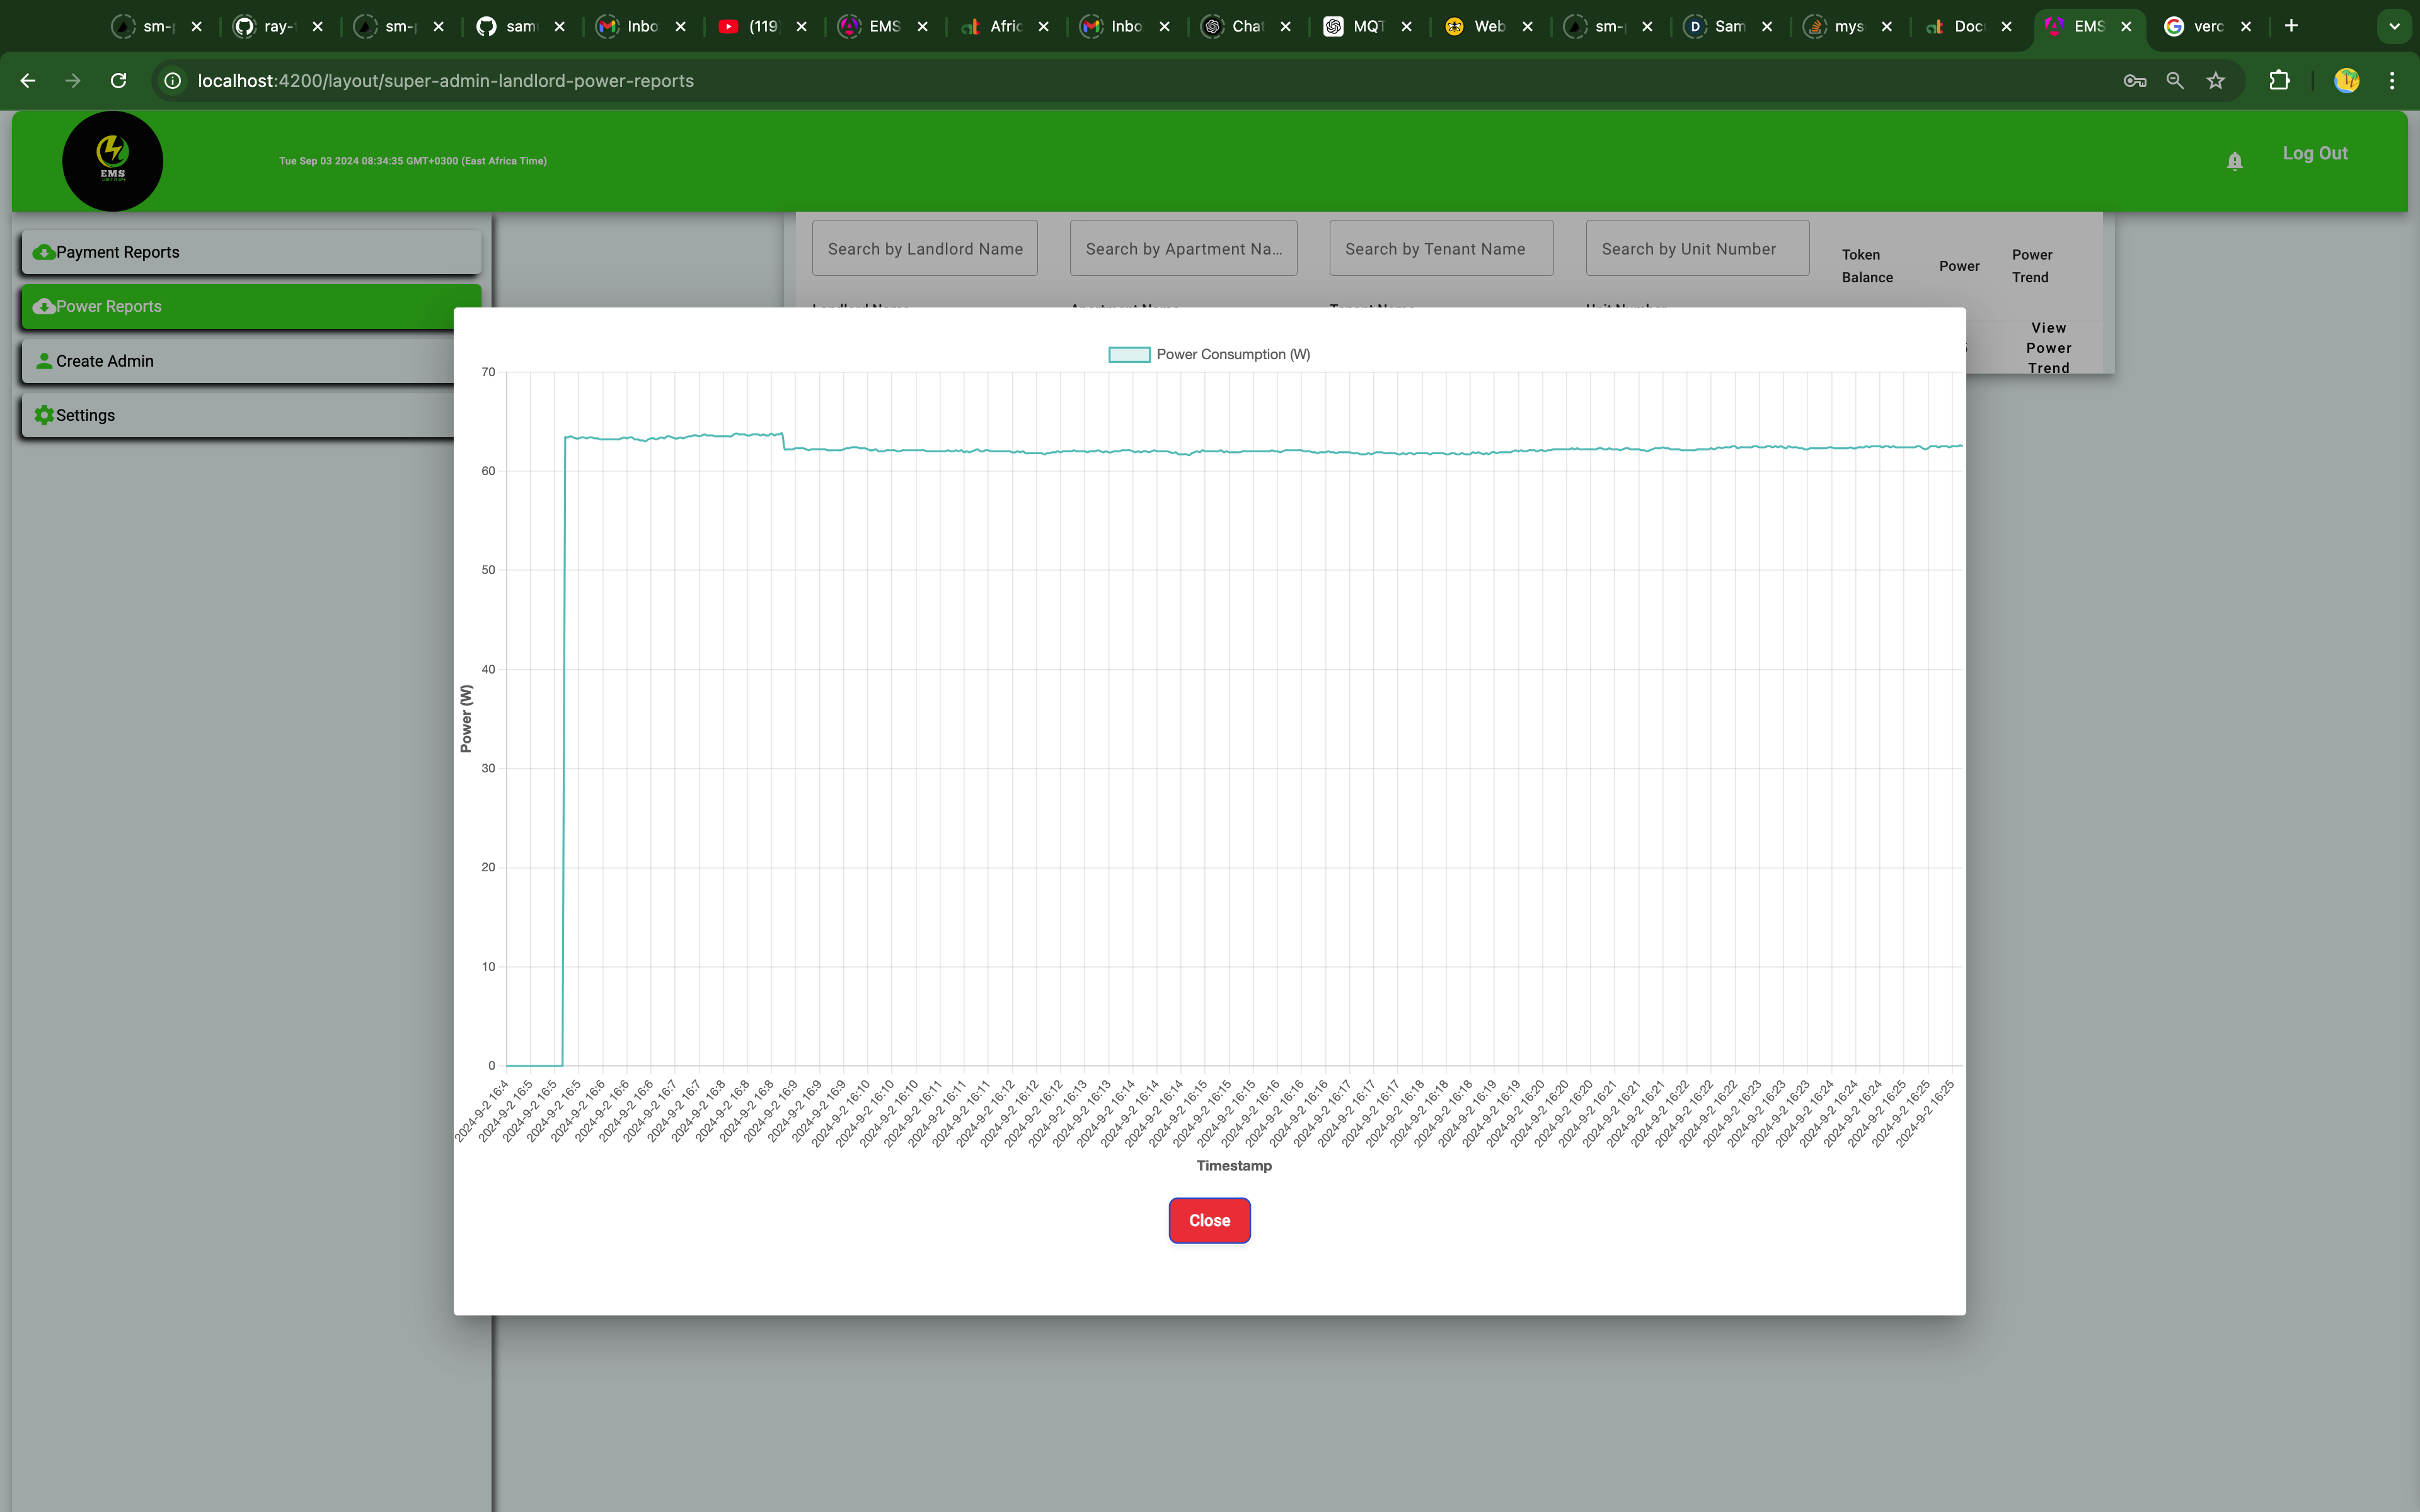 sm-p
ray-
sm-p
sam
Inbo
(119
EMS
Afric
Inbo
Chat
MQT
Web
sm-p
Sam
mys
Doc
EMS
verc
localhost:4200/layout/super-admin-landlord-power-reports
EMS
Tue Sep 03 2024 08:34:35 GMT+0300 (East Africa Time)
Log Out
Payment Reports
Power Reports
Create Admin
Settings
Search by Landlord Name
Search by Apartment Na...
Search by Tenant Name
Search by Unit Number
Token
Balance
Power
Power
Trend
Landlord Name
Apartment Name
Tenant Name
Unit Number
View
Power
Trend
Power Consumption (W)
70
60
50
40
30
20
10
0
Power (W)
2024-9-2 16:4
2024-9-2 16:5
2024-9-2 16:5
2024-9-2 16:5
2024-9-2 16:6
2024-9-2 16:6
2024-9-2 16:6
2024-9-2 16:7
2024-9-2 16:7
2024-9-2 16:8
2024-9-2 16:8
2024-9-2 16:8
2024-9-2 16:9
2024-9-2 16:9
2024-9-2 16:9
2024-9-2 16:10
2024-9-2 16:10
2024-9-2 16:10
2024-9-2 16:11
2024-9-2 16:11
2024-9-2 16:11
2024-9-2 16:12
2024-9-2 16:12
2024-9-2 16:12
2024-9-2 16:13
2024-9-2 16:13
2024-9-2 16:14
2024-9-2 16:14
2024-9-2 16:14
2024-9-2 16:15
2024-9-2 16:15
2024-9-2 16:15
2024-9-2 16:16
2024-9-2 16:16
2024-9-2 16:16
2024-9-2 16:17
2024-9-2 16:17
2024-9-2 16:17
2024-9-2 16:18
2024-9-2 16:18
2024-9-2 16:18
2024-9-2 16:19
2024-9-2 16:19
2024-9-2 16:20
2024-9-2 16:20
2024-9-2 16:20
2024-9-2 16:21
2024-9-2 16:21
2024-9-2 16:21
2024-9-2 16:22
2024-9-2 16:22
2024-9-2 16:22
2024-9-2 16:23
2024-9-2 16:23
2024-9-2 16:23
2024-9-2 16:24
2024-9-2 16:24
2024-9-2 16:24
2024-9-2 16:25
2024-9-2 16:25
2024-9-2 16:25
Timestamp
Close